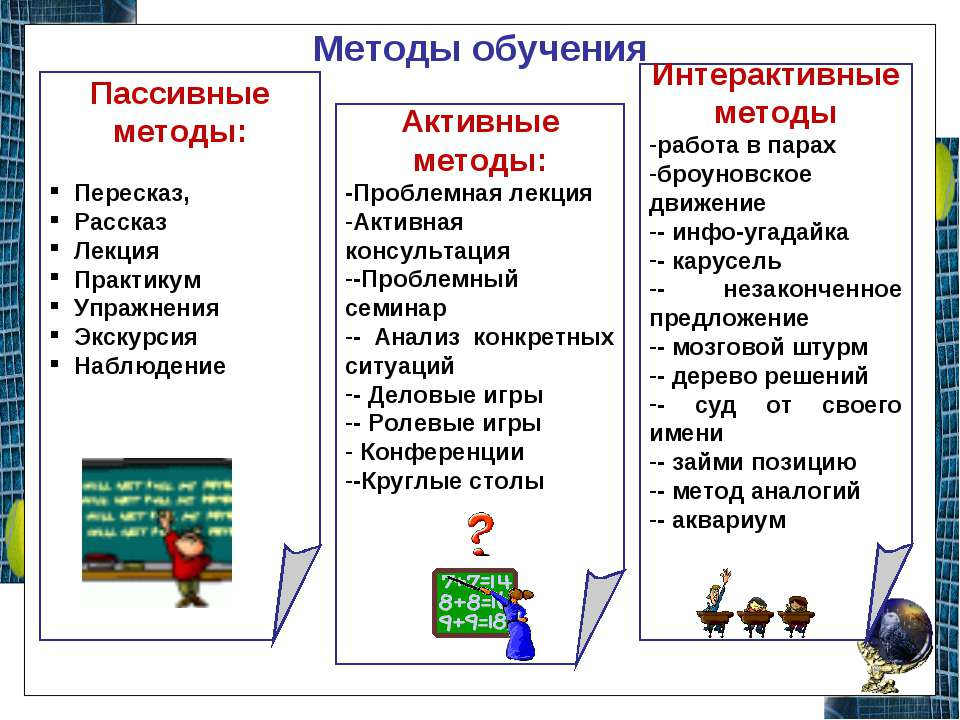 Методы обучения
Пассивные
методы:
▪ Пересказ,
▪ Рассказ
▪ Лекция
▪ Практикум
▪ Упражнения
▪ Экскурсия
▪ Наблюдение
Активные
методы:
-Проблемная лекция
-Активная
консультация
--Проблемный
семинар
-- Анализ конкретных
ситуаций
-- Деловые игры
-- Ролевые игры
- Конференции
--Круглые столы
?
7+7=14
8+8=16
9+9=18
Интерактивные
методы
-работа в парах
-броуновское
движение
-- инфо-угадайка
-- карусель
-- незаконченное
предложение
-- мозговой штурм
-- дерево решений
-- суд от своего
имени
-- займи позицию
-- метод аналогий
-- аквариум